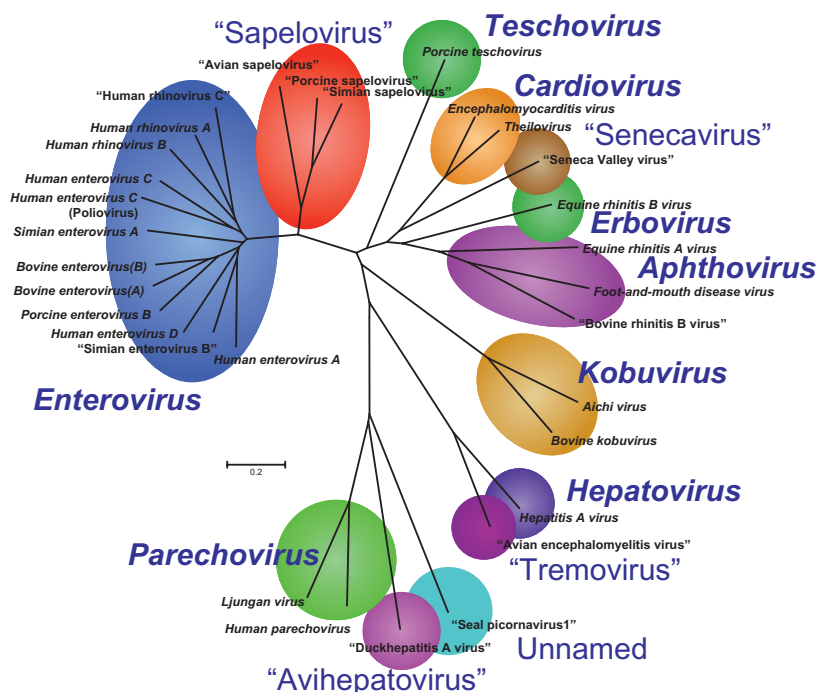 Teschovirus
Porcine teschovirus
“Sapelovirus”
“Avian sapelovirus”
“Porcine sapelovirus”
“Simian sapelovirus”
Cardiovirus
Encephalomyocarditis virus
Theilovirus
“Senecavirus”
“Seneca Valley virus”
Equine rhinitis B virus
Erbovirus
Equine rhinitis A virus
Aphthovirus
Foot-and-mouth disease virus
“Bovine rhinitis B virus”
“Human rhinovirus C”
Human rhinovirus A
Human rhinovirus B
Human enterovirus C
Human enterovirus C
(Poliovirus)
Simian enterovirus A
Bovine enterovirus(B)
Bovine enterovirus(A)
Porcine enterovirus B
Human enterovirus D
“Simian enterovirus B”
Human enterovirus A
Enterovirus
Kobuvirus
Aichi virus
Bovine kobuvirus
0.2
Hepatovirus
Hepatitis A virus
“Avian encephalomyelitis virus”
“Tremovirus”
Parechovirus
Ljungan virus
Human parechovirus
“Seal picornavirus1”
Unnamed
“Duckhepatitis A virus”
“Avihepatovirus”